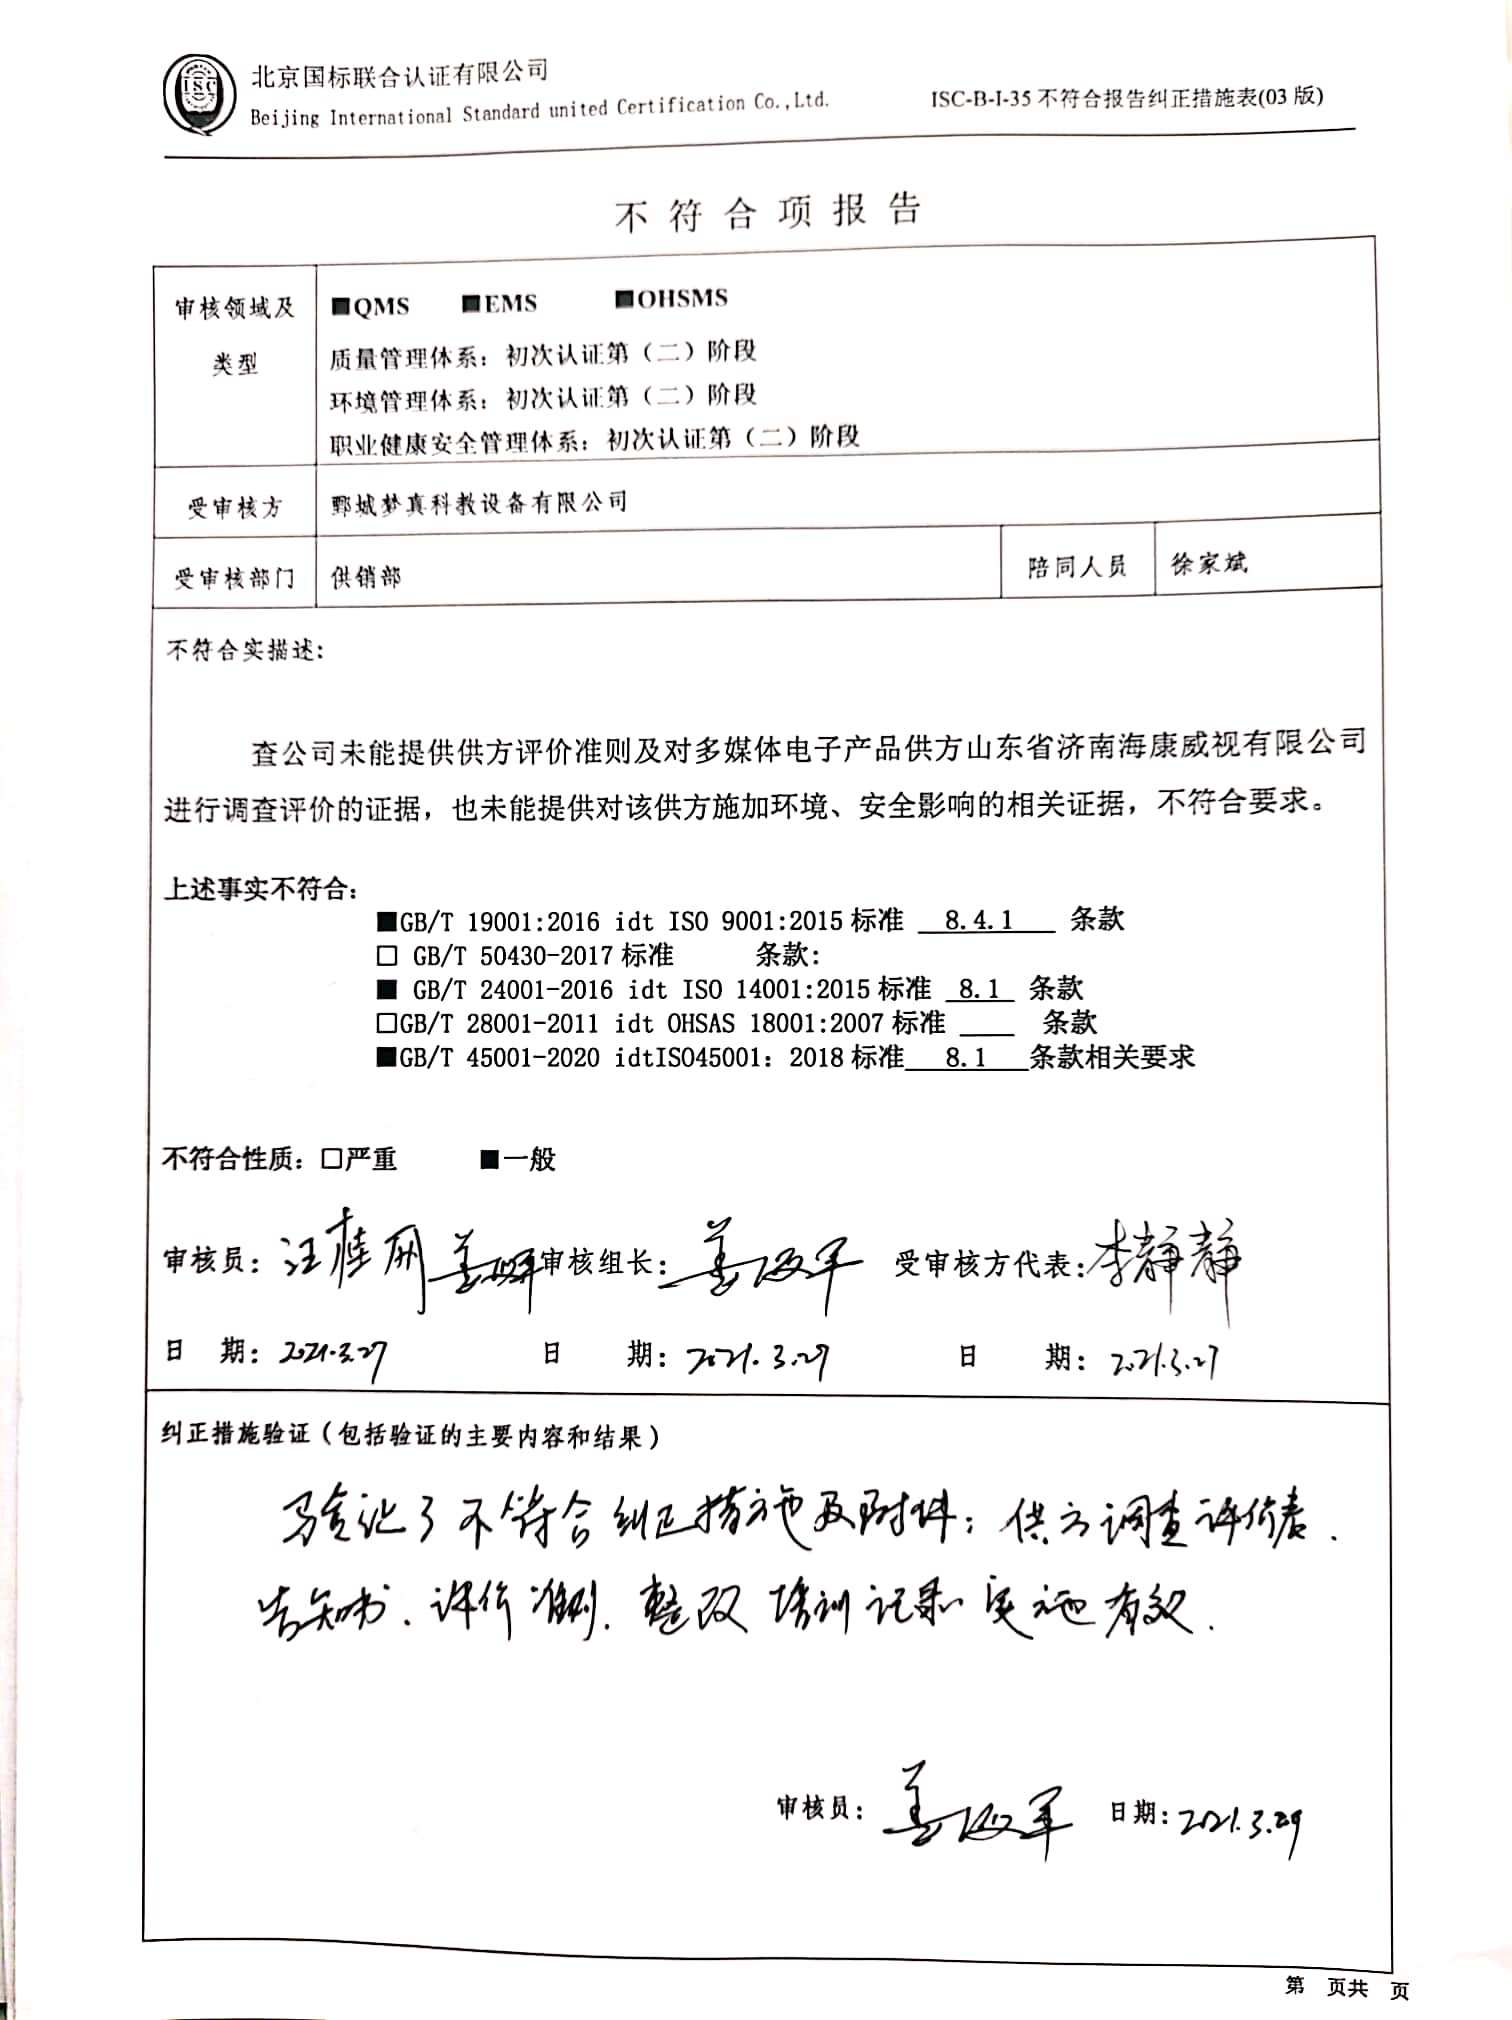 ISC
北京国标联合认证有限公司
Beijing International Standard united Certification Co.,Ltd.
ISC-B-I-35 不符合报告纠正措施表(03 版)
不符合项报告
审核领域及类型
■QMS ■EMS ■OHSMS
质量管理体系：初次认证第（二）阶段
环境管理体系：初次认证第（二）阶段
职业健康安全管理体系：初次认证第（二）阶段
受审核方 鄄城梦真科教设备有限公司
受审核部门 供销部 陪同人员 徐家斌
不符合实描述：
查公司未能提供供方评价准则及对多媒体电子产品供方山东省济南海康威视有限公司
进行调查评价的证据，也未能提供对该供方施加环境、安全影响的相关证据，不符合要求。
上述事实不符合：
■GB/T 19001:2016 idt ISO 9001:2015 标准 8.4.1 条款
□ GB/T 50430-2017 标准 条款：
■ GB/T 24001-2016 idt ISO 14001:2015 标准 8.1 条款
□GB/T 28001-2011 idt OHSAS 18001:2007 标准 ____ 条款
■GB/T 45001-2020 idtISO45001：2018 标准 8.1 条款相关要求
不符合性质：□严重 ■一般
审核员：汪桂丽 姜海军 审核组长：姜海军 受审核方代表：李静静
日 期：2021.3.27 日 期：2021.3.27 日 期：2021.3.27
纠正措施验证（包括验证的主要内容和结果）
验证了不符合纠正措施及附件：供方调查评价表、
告知书、评价准则、整改培训记录实施有效.
审核员：姜海军 日期：2021.3.29
第 页共 页